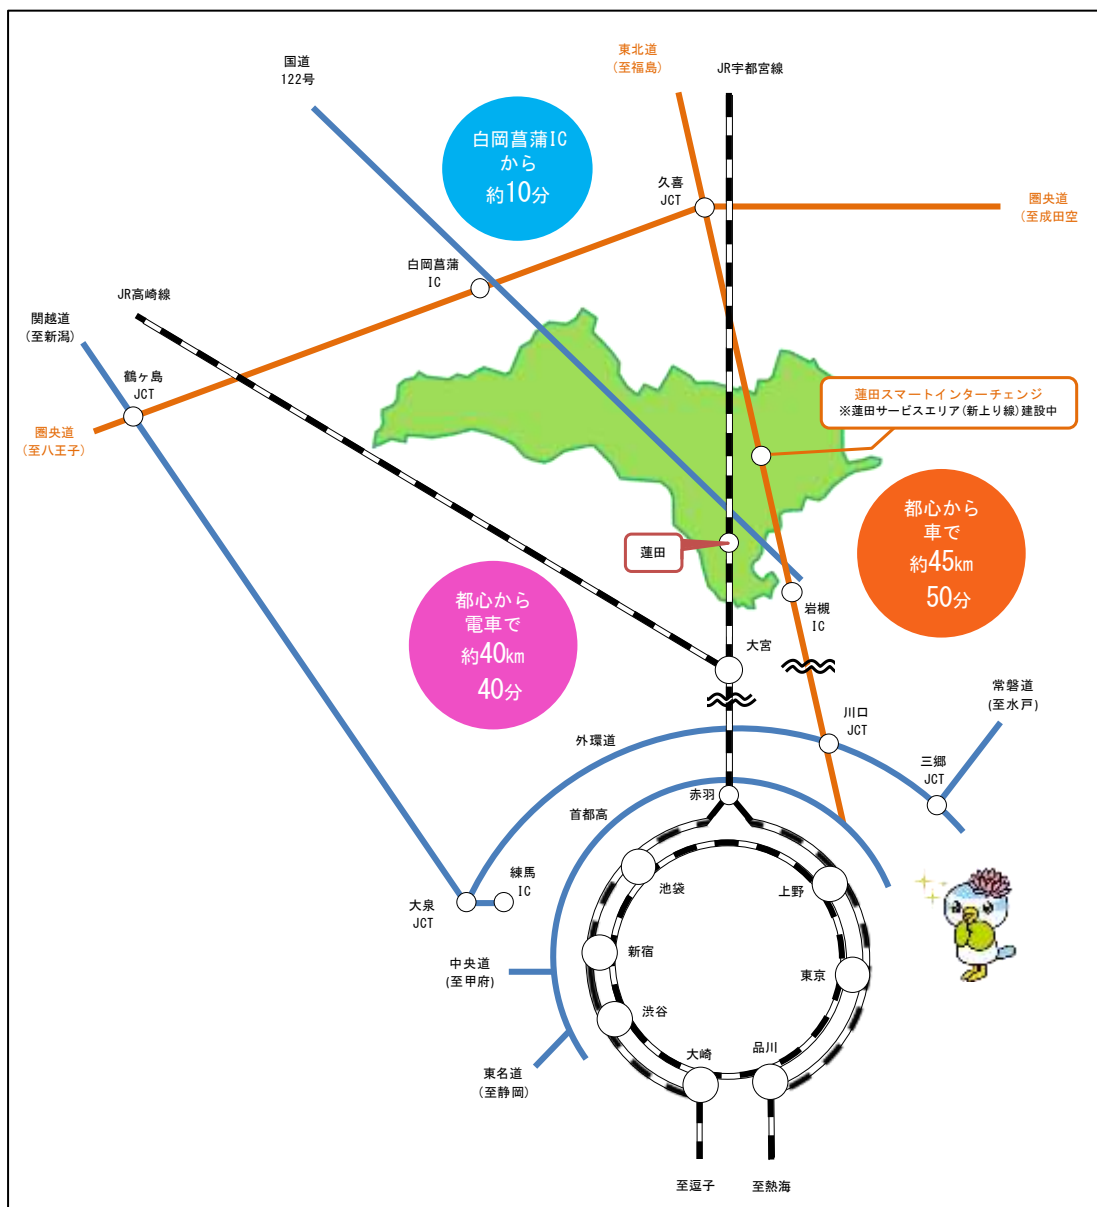 国道
122号
東北道
(至福島)
JR宇都宮線
白岡菖蒲IC
から
約10分
久喜
JCT
圏央道
(至成田空
白岡菖蒲
IC
JR高崎線
関越道
(至新潟)
鶴ヶ島
JCT
圏央道
(至八王子)
蓮田スマートインターチェンジ
※蓮田サービスエリア(新上り線)建設中
都心から
車で
約45km
50分
蓮田
都心から
電車で
約40km
40分
岩槻
IC
大宮
常磐道
(至水戸)
川口
JCT
外環道
三郷
JCT
赤羽
首都高
練馬
IC
大泉
JCT
池袋
上野
新宿
東京
中央道
(至甲府)
渋谷
大崎
品川
東名道
(至静岡)
至逗子
至熱海